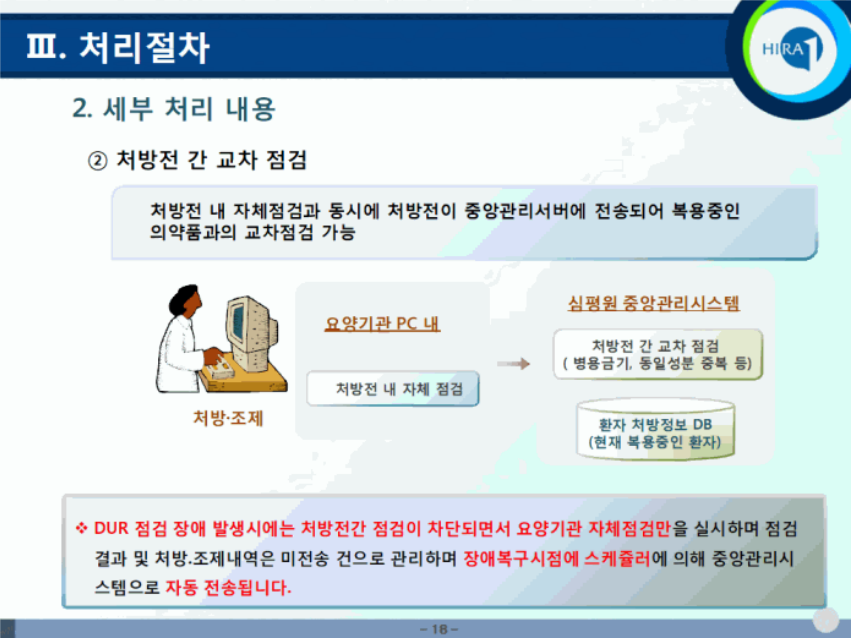 Ⅲ. 처리절차
HIRA
2. 세부 처리 내용
② 처방전 간 교차 점검
처방전 내 자체점검과 동시에 처방전이 중앙관리서버에 전송되어 복용중인
의약품과의 교차점검 가능
요양기관 PC 내
처방전 내 자체 점검
처방·조제
심평원 중앙관리시스템
처방전 간 교차 점검
( 병용금기, 동일성분 중복 등)
환자 처방정보 DB
(현재 복용중인 환자)
❖ DUR 점검 장애 발생시에는 처방전간 점검이 차단되면서 요양기관 자체점검만을 실시하며 점검
결과 및 처방.조제내역은 미전송 건으로 관리하며 장애복구시점에 스케쥴러에 의해 중앙관리시
스템으로 자동 전송됩니다.
- 18 -